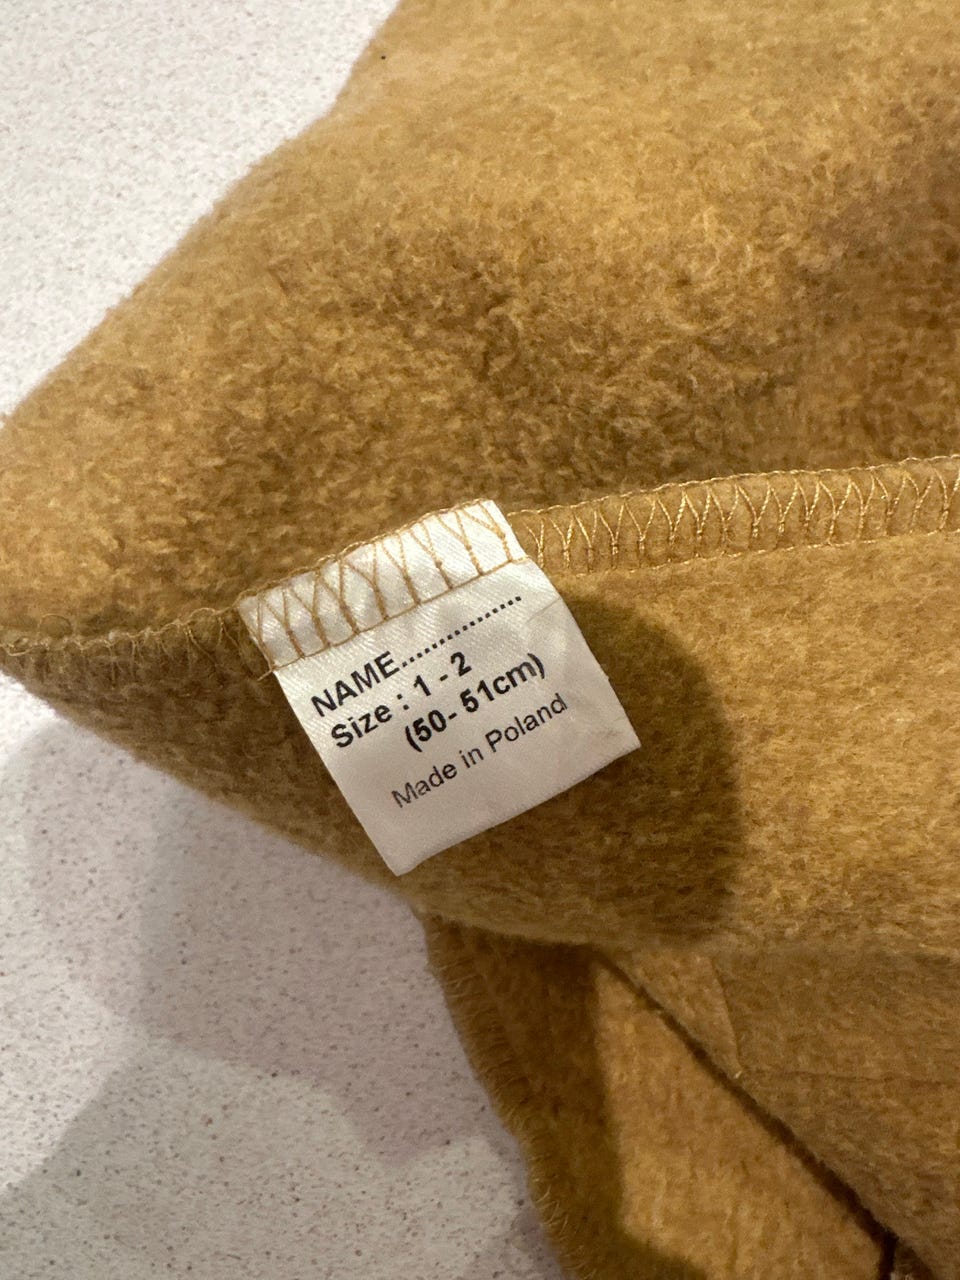 NAME..................
Size : 1 - 2
(50- 51cm)
Made in Poland